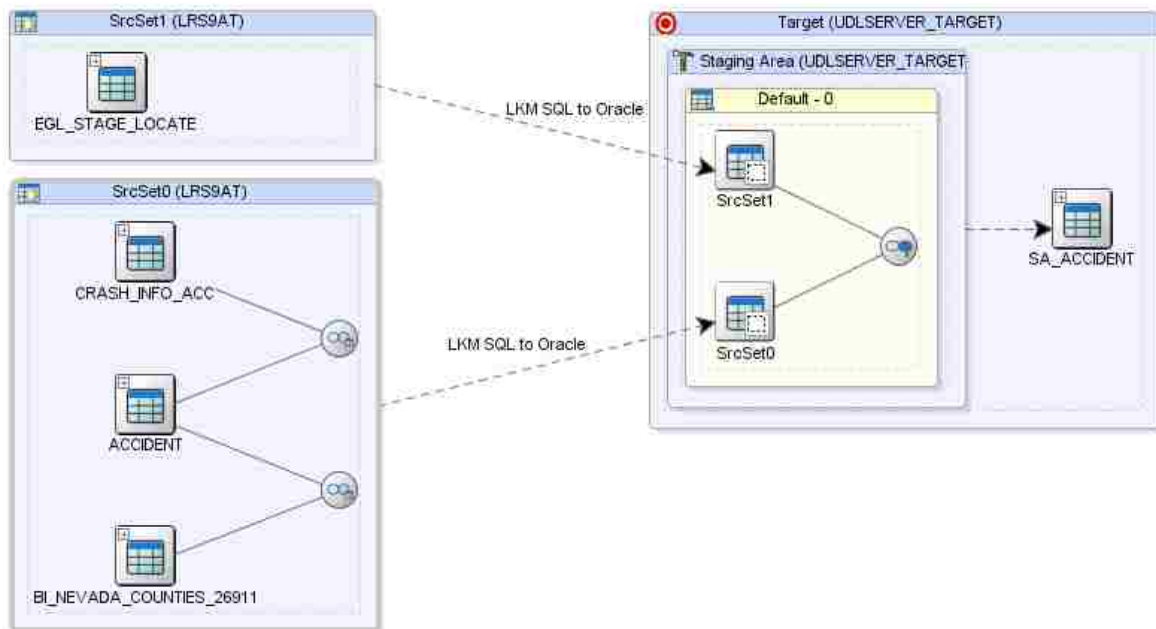 SrcSet1 (LRS9AT)
EGL_STAGE_LOCATE
SrcSet0 (LRS9AT)
CRASH_INFO_ACC
ACCIDENT
BI_NEVADA_COUNTIES_26911
LKM SQL to Oracle
LKM SQL to Oracle
Target (UDLSERVER_TARGET)
Staging Area (UDLSERVER_TARGET
Default - 0
SrcSet1
SrcSet0
SA_ACCIDENT